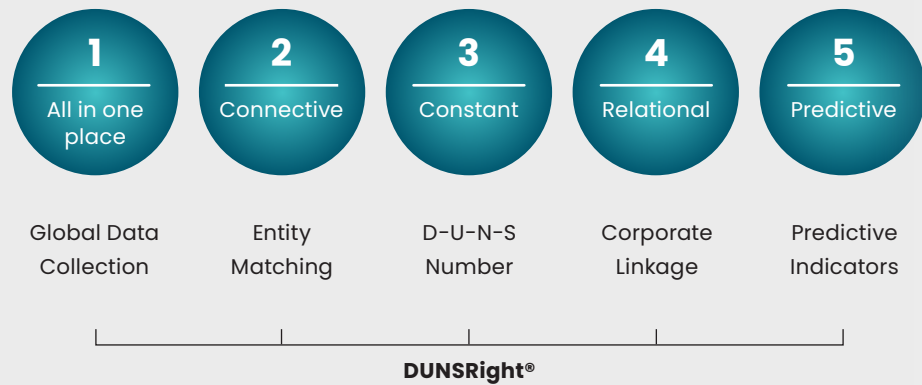 1
All in one
place
2
Connective
3
Constant
4
Relational
5
Predictive
Global Data
Collection
Entity
Matching
D-U-N-S
Number
Corporate
Linkage
Predictive
Indicators
DUNSRight®